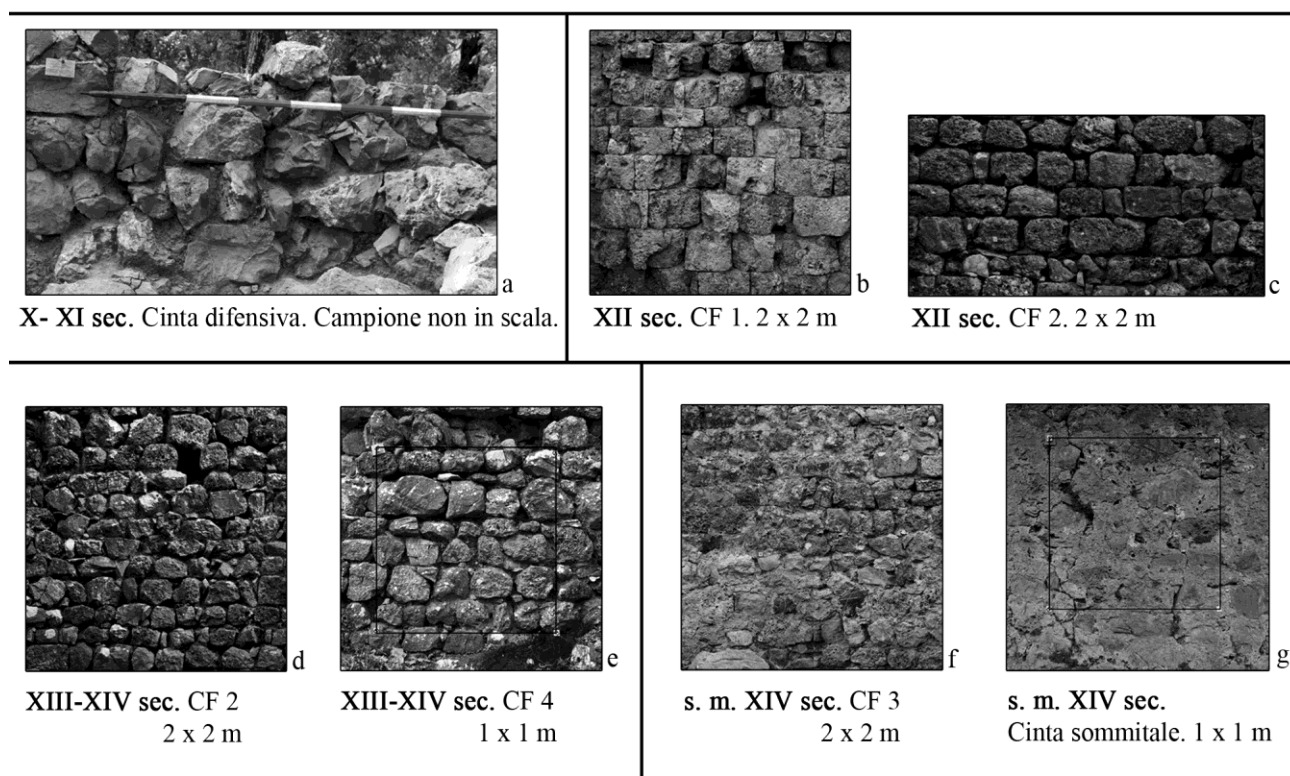 a
X- XI sec. Cinta difensiva. Campione non in scala.
b
XII sec. CF 1. 2 x 2 m
c
XII sec. CF 2. 2 x 2 m
d
XIII-XIV sec. CF 2
2 x 2 m
e
XIII-XIV sec. CF 4
1 x 1 m
f
s. m. XIV sec. CF 3
2 x 2 m
g
s. m. XIV sec.
Cinta sommitale. 1 x 1 m